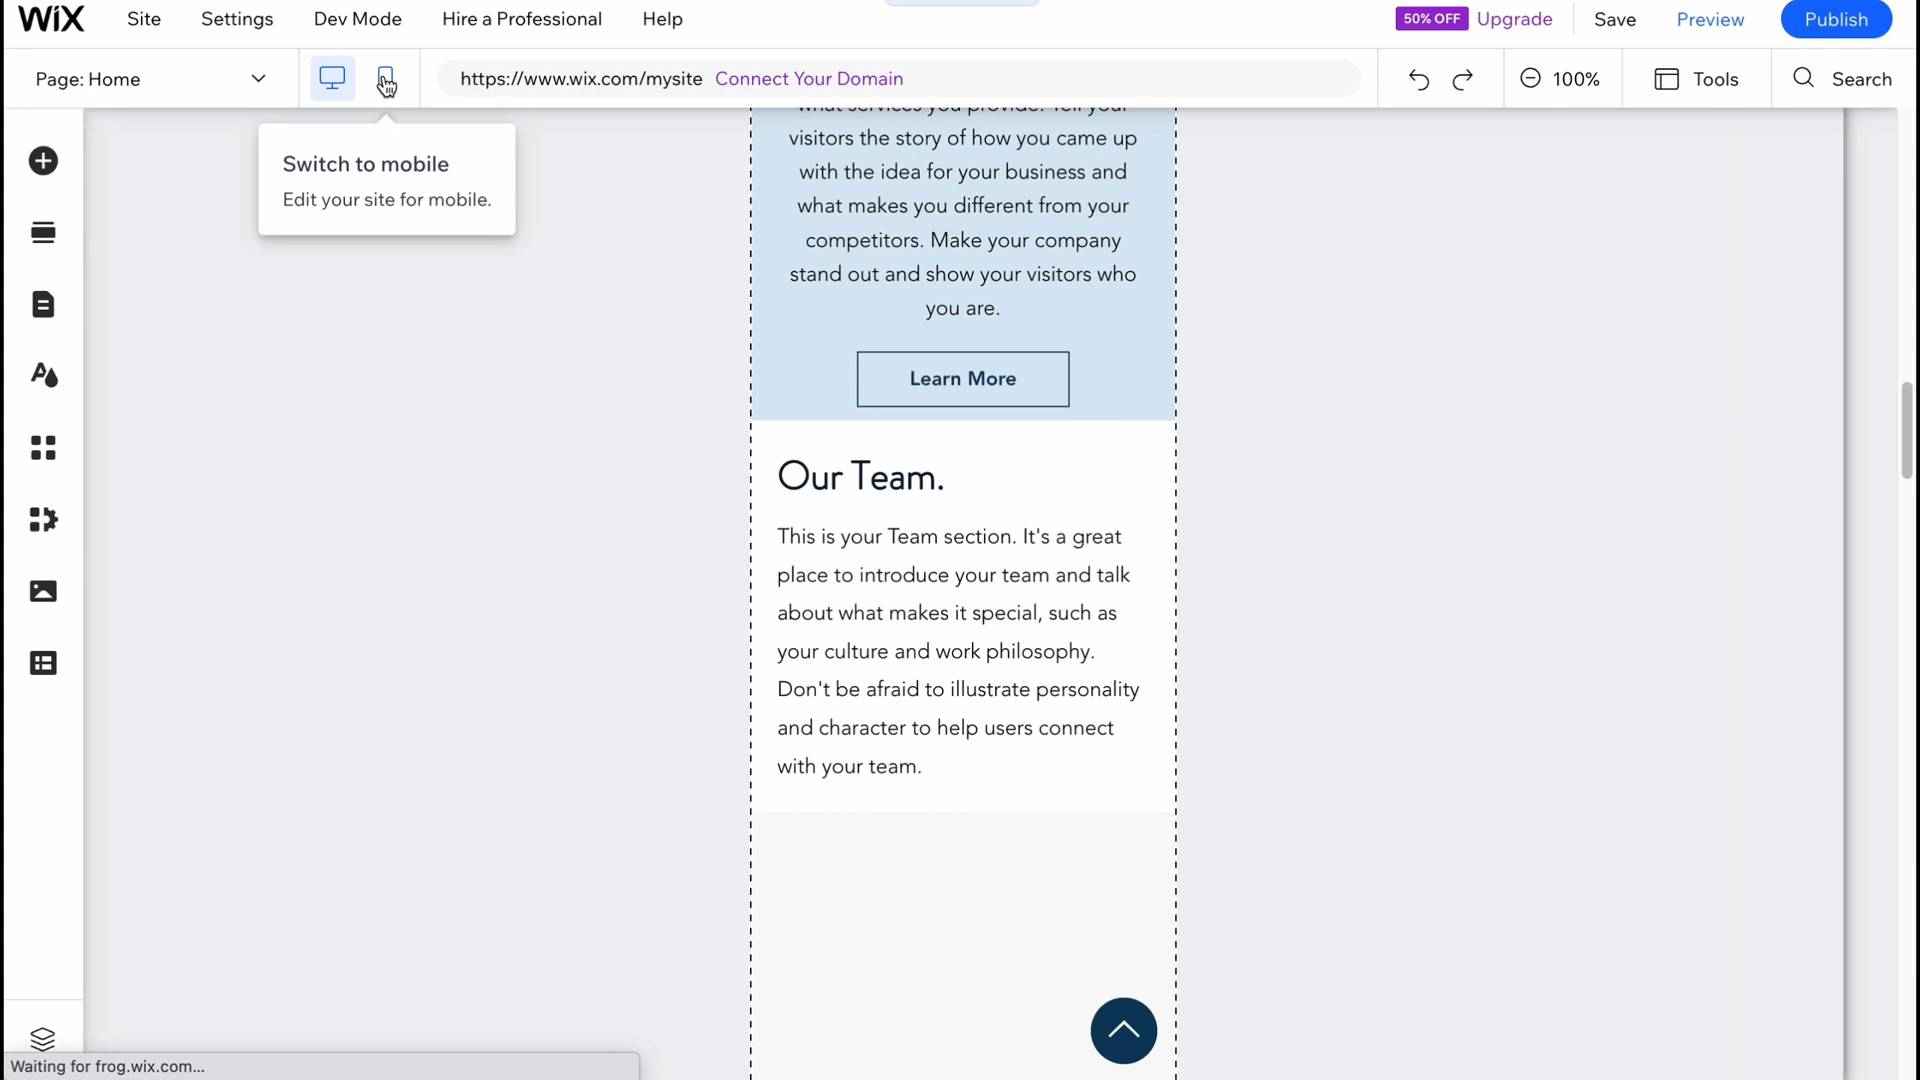 WIX Site Settings Dev Mode Hire a Professional Help 50% OFF Upgrade Save Preview Publish
Page: Home https://www.wix.com/mysite Connect Your Domain 100% Tools Search
what services you provide? Tell your
visitors the story of how you came up
with the idea for your business and
what makes you different from your
competitors. Make your company
stand out and show your visitors who
you are.
Switch to mobile
Edit your site for mobile.
Learn More
Our Team.
This is your Team section. It's a great
place to introduce your team and talk
about what makes it special, such as
your culture and work philosophy.
Don't be afraid to illustrate personality
and character to help users connect
with your team.
Waiting for frog.wix.com...